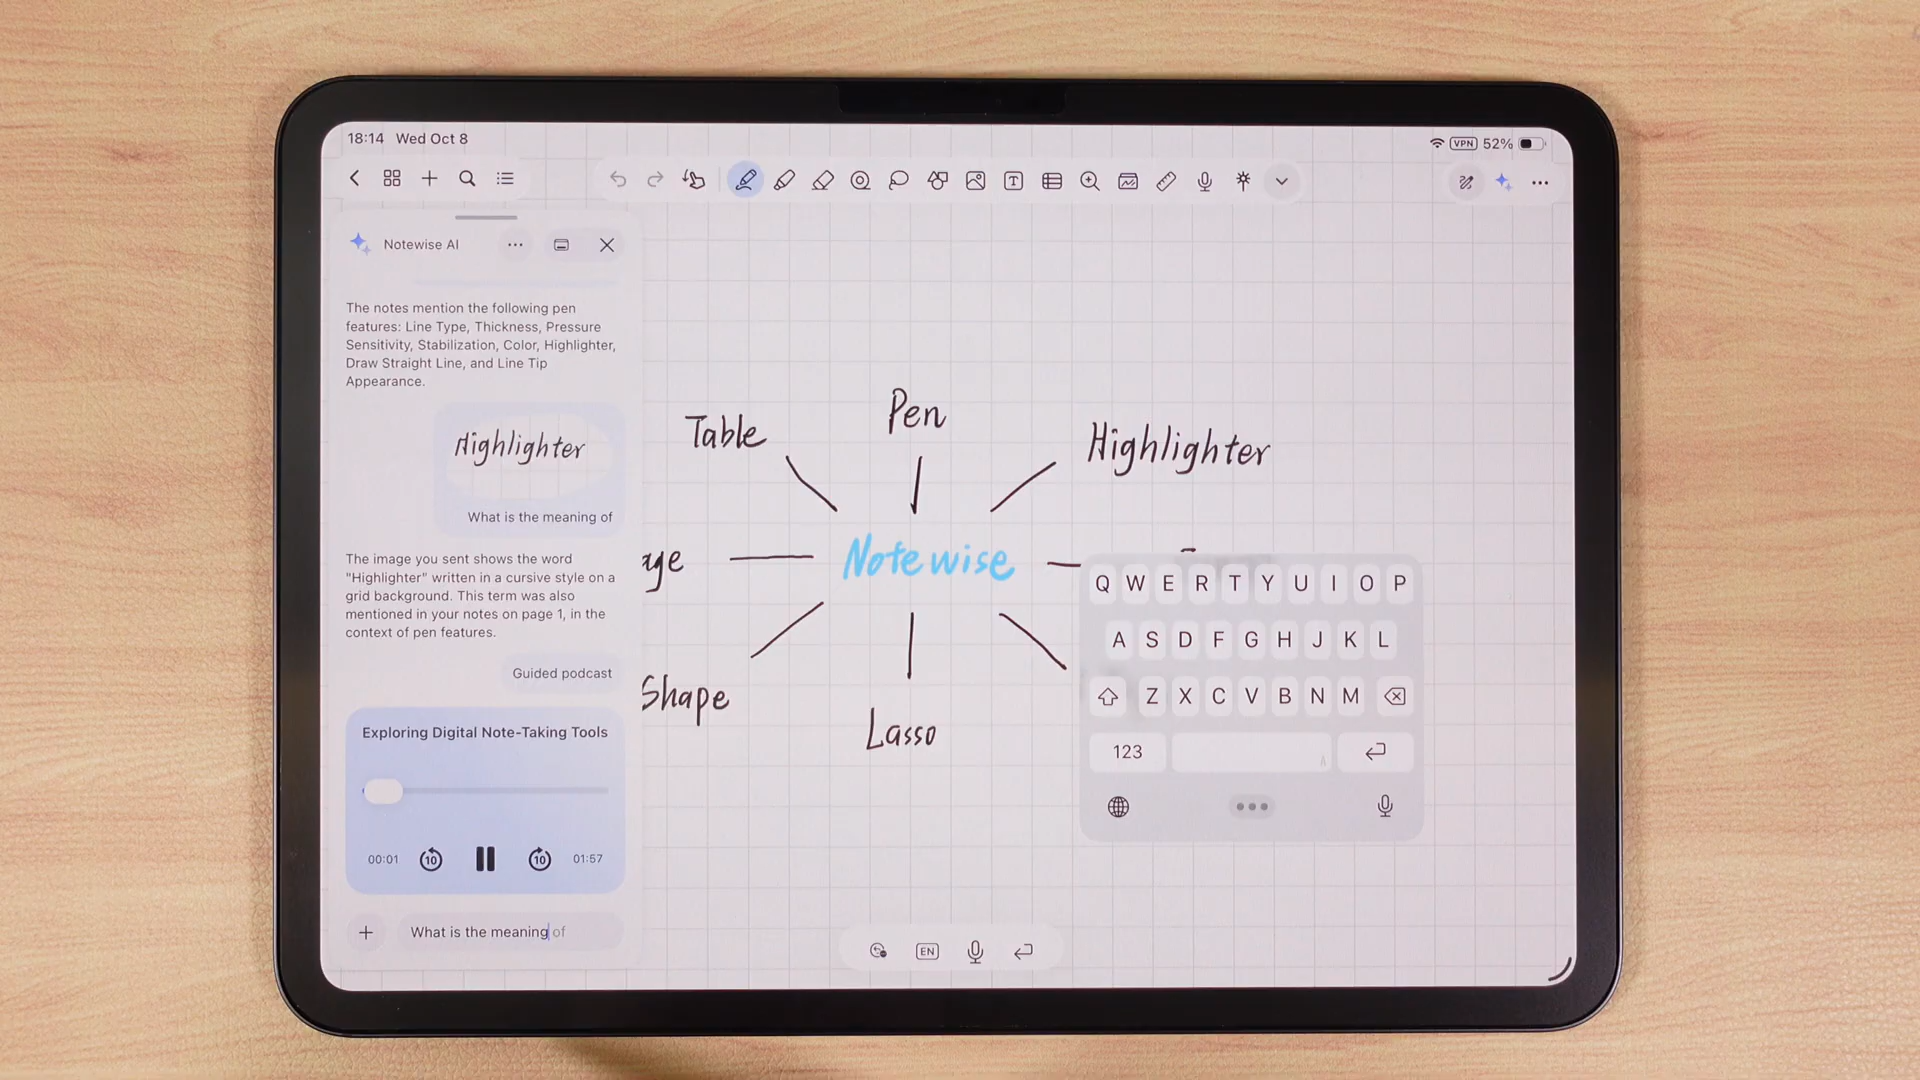 18:14 Wed Oct 8
VPN 52%
Notewise AI
The notes mention the following pen
features: Line Type, Thickness, Pressure
Sensitivity, Stabilization, Color, Highlighter,
Draw Straight Line, and Line Tip
Appearance.
Highlighter
What is the meaning of
The image you sent shows the word
"Highlighter" written in a cursive style on a
grid background. This term was also
mentioned in your notes on page 1, in the
context of pen features.
Guided podcast
Exploring Digital Note-Taking Tools
00:01 10 10 01:57
What is the meaning of
Table
Pen
Highlighter
age
Notewise
Shape
Lasso
Q W E R T Y U I O P
A S D F G H J K L
Z X C V B N M
123
EN